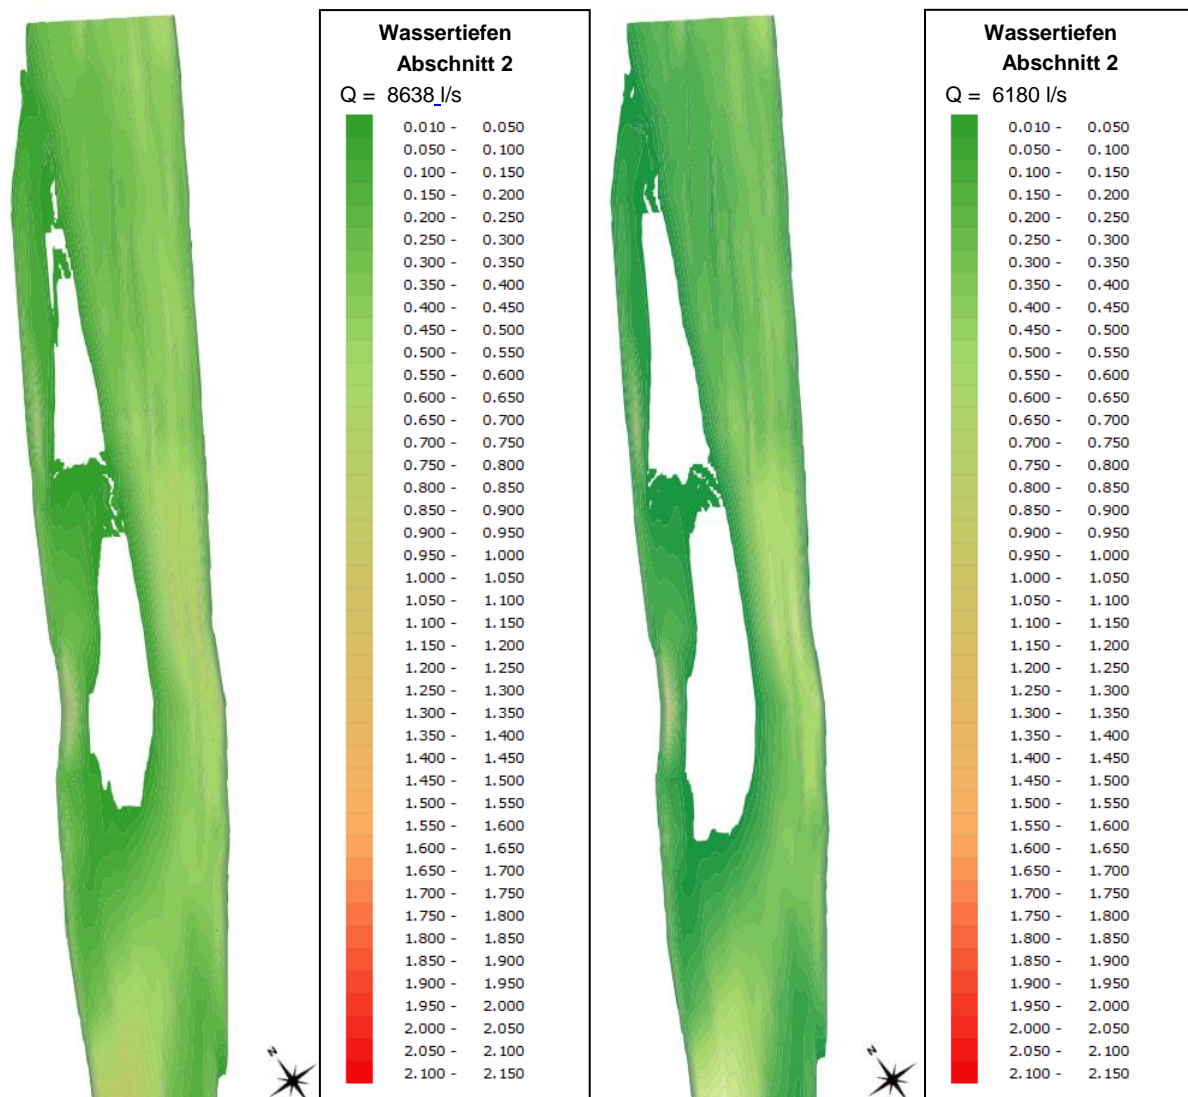 Wassertiefen
Abschnitt 2
Q = 8638 l/s
0.010 - 0.050
0.050 - 0.100
0.100 - 0.150
0.150 - 0.200
0.200 - 0.250
0.250 - 0.300
0.300 - 0.350
0.350 - 0.400
0.400 - 0.450
0.450 - 0.500
0.500 - 0.550
0.550 - 0.600
0.600 - 0.650
0.650 - 0.700
0.700 - 0.750
0.750 - 0.800
0.800 - 0.850
0.850 - 0.900
0.900 - 0.950
0.950 - 1.000
1.000 - 1.050
1.050 - 1.100
1.100 - 1.150
1.150 - 1.200
1.200 - 1.250
1.250 - 1.300
1.300 - 1.350
1.350 - 1.400
1.400 - 1.450
1.450 - 1.500
1.500 - 1.550
1.550 - 1.600
1.600 - 1.650
1.650 - 1.700
1.700 - 1.750
1.750 - 1.800
1.800 - 1.850
1.850 - 1.900
1.900 - 1.950
1.950 - 2.000
2.000 - 2.050
2.050 - 2.100
2.100 - 2.150
N
Wassertiefen
Abschnitt 2
Q = 6180 l/s
0.010 - 0.050
0.050 - 0.100
0.100 - 0.150
0.150 - 0.200
0.200 - 0.250
0.250 - 0.300
0.300 - 0.350
0.350 - 0.400
0.400 - 0.450
0.450 - 0.500
0.500 - 0.550
0.550 - 0.600
0.600 - 0.650
0.650 - 0.700
0.700 - 0.750
0.750 - 0.800
0.800 - 0.850
0.850 - 0.900
0.900 - 0.950
0.950 - 1.000
1.000 - 1.050
1.050 - 1.100
1.100 - 1.150
1.150 - 1.200
1.200 - 1.250
1.250 - 1.300
1.300 - 1.350
1.350 - 1.400
1.400 - 1.450
1.450 - 1.500
1.500 - 1.550
1.550 - 1.600
1.600 - 1.650
1.650 - 1.700
1.700 - 1.750
1.750 - 1.800
1.800 - 1.850
1.850 - 1.900
1.900 - 1.950
1.950 - 2.000
2.000 - 2.050
2.050 - 2.100
2.100 - 2.150
N